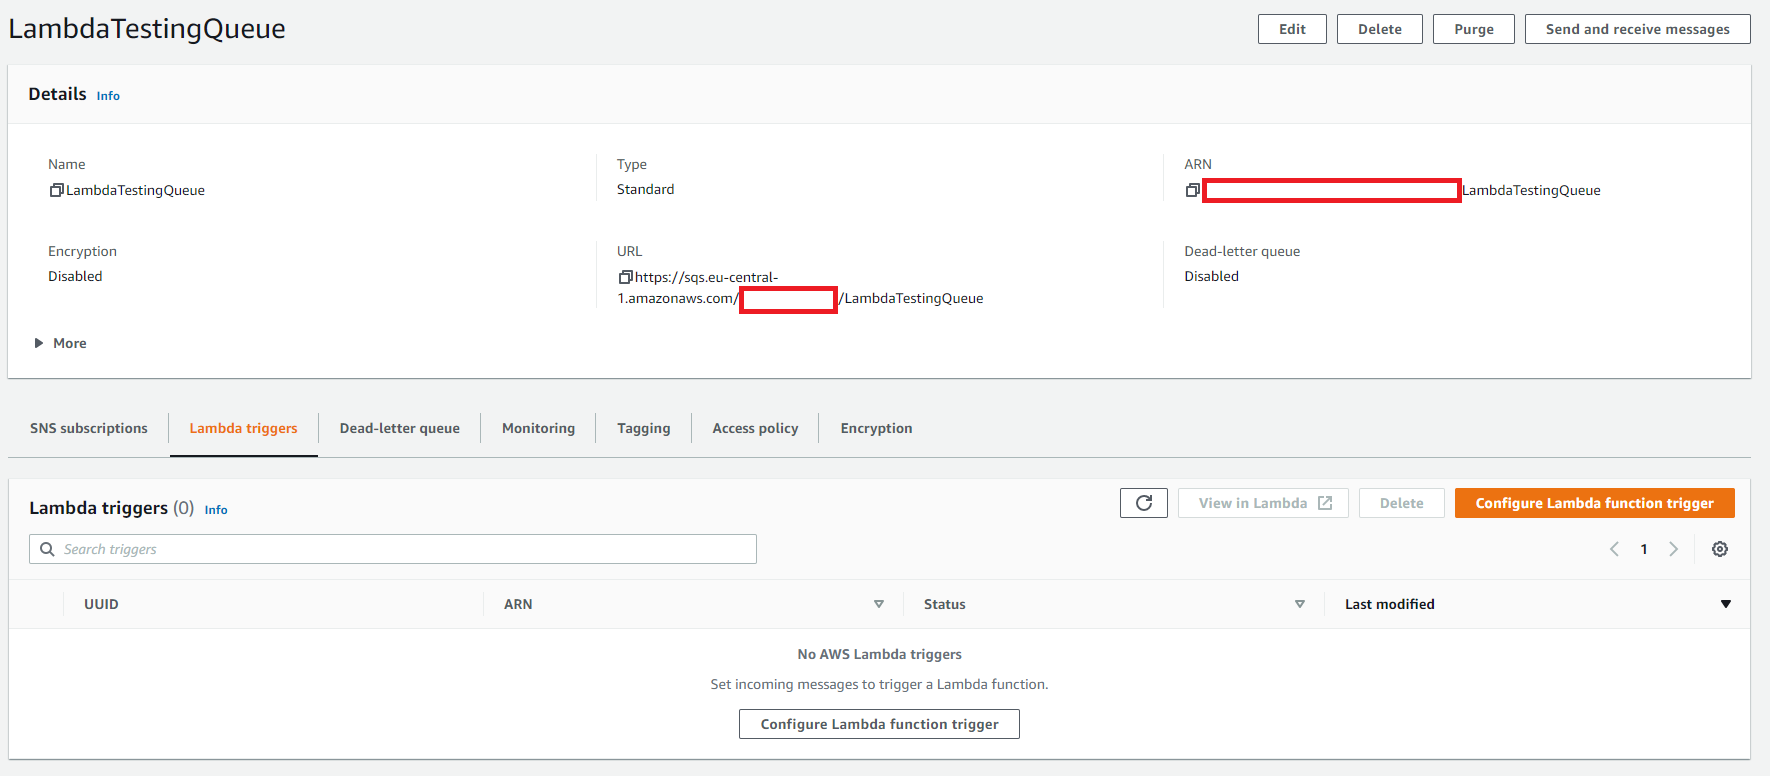 LambdaTestingQueue
Edit
Delete
Purge
Send and receive messages
Details Info
Name
LambdaTestingQueue
Type
Standard
ARN
LambdaTestingQueue
Encryption
Disabled
URL
https://sqs.eu-central-
1.amazonaws.com/ /LambdaTestingQueue
Dead-letter queue
Disabled
More
SNS subscriptions
Lambda triggers
Dead-letter queue
Monitoring
Tagging
Access policy
Encryption
Lambda triggers (0) Info
View in Lambda
Delete
Configure Lambda function trigger
Search triggers
1
UUID
ARN
Status
Last modified
No AWS Lambda triggers
Set incoming messages to trigger a Lambda function.
Configure Lambda function trigger